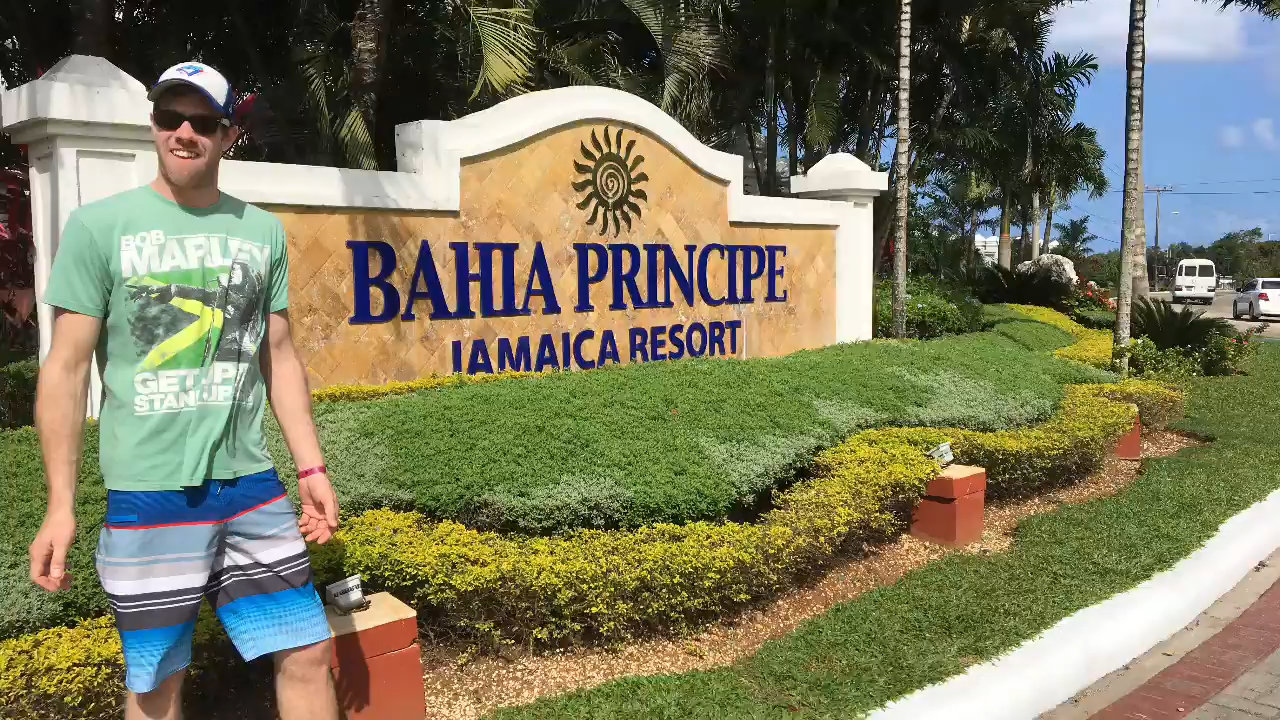 BAHIA PRINCIPE
JAMAICA RESORT
BOB
MARLEY
GET UP
STAND UP